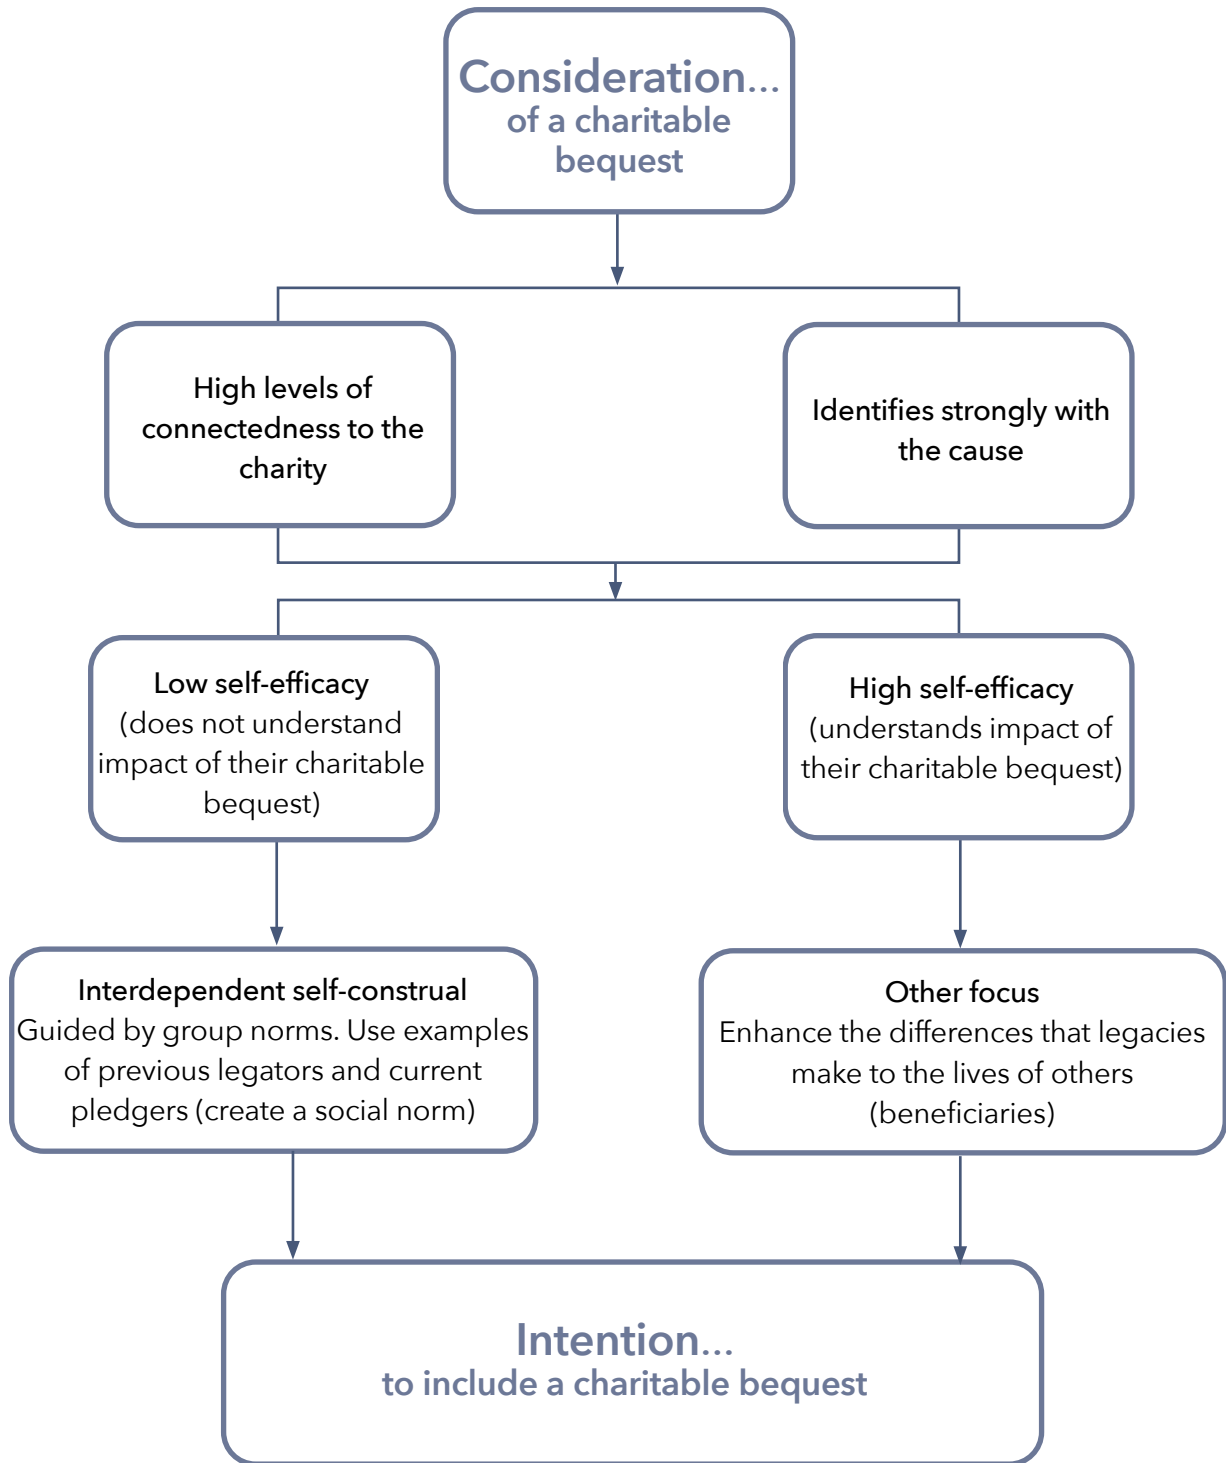 Consideration...
of a charitable
bequest
High levels of
connectedness to the
charity
Identifies strongly with
the cause
Low self-efficacy
(does not understand
impact of their charitable
bequest)
High self-efficacy
(understands impact of
their charitable bequest)
Interdependent self-construal
Guided by group norms. Use examples
of previous legators and current
pledgers (create a social norm)
Other focus
Enhance the differences that legacies
make to the lives of others
(beneficiaries)
Intention...
to include a charitable bequest